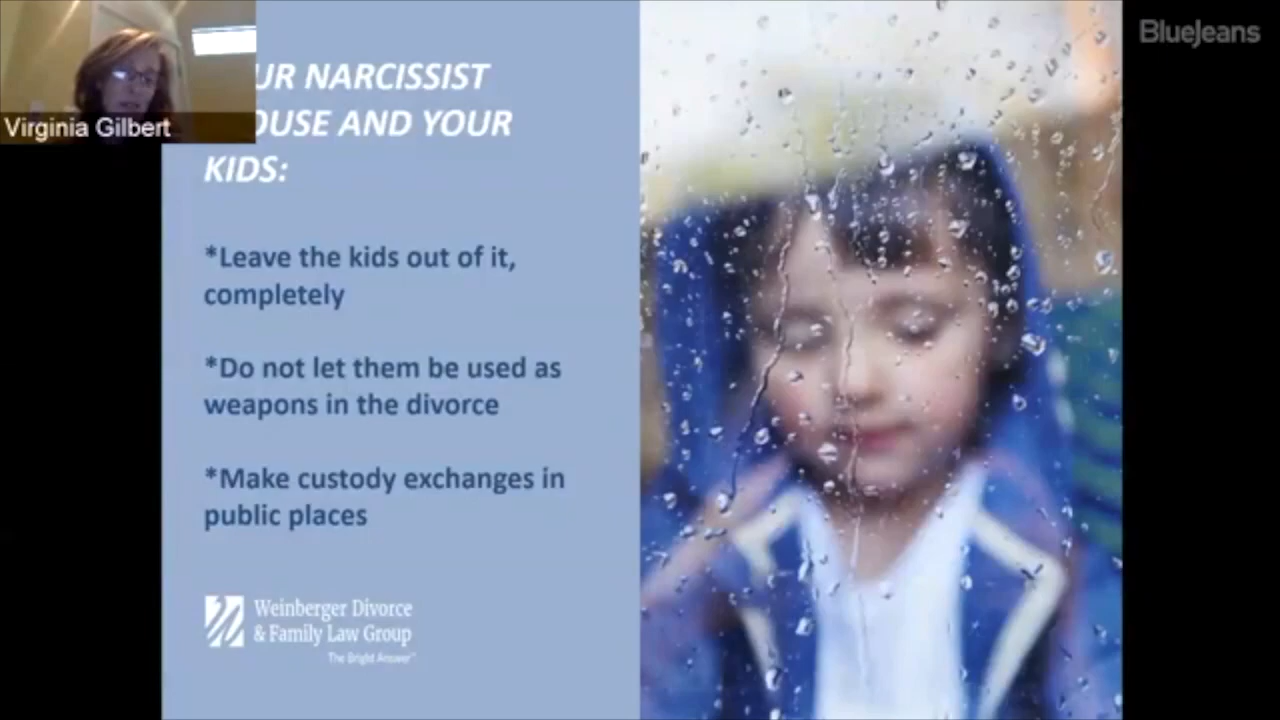 BlueJeans
Virginia Gilbert
UR NARCISSIST
OUSE AND YOUR
KIDS:
*Leave the kids out of it,
completely
*Do not let them be used as
weapons in the divorce
*Make custody exchanges in
public places
Weinberger Divorce
& Family Law Group
The Bright Answer™